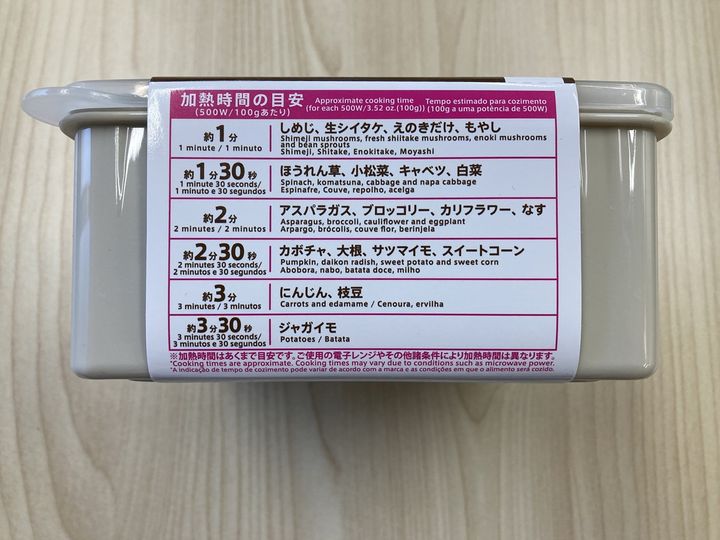 加熱時間の目安 Approximate cooking time Tempo estimado para cozimento
(500W/100gあたり) (for each 500W/3.52 oz.(100g)) (100g a uma potência de 500W)
約1分 しめじ、生シイタケ、えのきだけ、もやし
1 minute / 1 minuto Shimeji mushrooms, fresh shiitake mushrooms, enoki mushrooms
and bean sprouts
Shimeji, Shitake, Enokitake, Moyashi
約1分30秒 ほうれん草、小松菜、キャベツ、白菜
1 minute 30 seconds/ Spinach, komatsuna, cabbage and napa cabbage
1 minuto e 30 segundos Espinafre, Couve, repolho, acelga
約2分 アスパラガス、ブロッコリー、カリフラワー、なす
2 minutes / 2 minutos Asparagus, broccoli, cauliflower and eggplant
Arpargo, brócolis, couve flor, berinjela
約2分30秒 カボチャ、大根、サツマイモ、スイートコーン
2 minutes 30 seconds/ Pumpkin, daikon radish, sweet potato and sweet corn
2 minutos e 30 segundos Abobora, nabo, batata doce, milho
約3分 にんじん、枝豆
3 minutes / 3 minutos Carrots and edamame / Cenoura, ervilha
約3分30秒 ジャガイモ
3 minutes 30 seconds/ Potatoes / Batata
3 minutos e 30 segundos
※加熱時間はあくまで目安です。ご使用の電子レンジやその他諸条件により加熱時間は異なります。
*Cooking times are approximate. Cooking times may vary due to conditions such as microwave power.
*A indicação de tempo de cozimento pode variar de acordo com a marca e as condições em que o alimento será cozido.